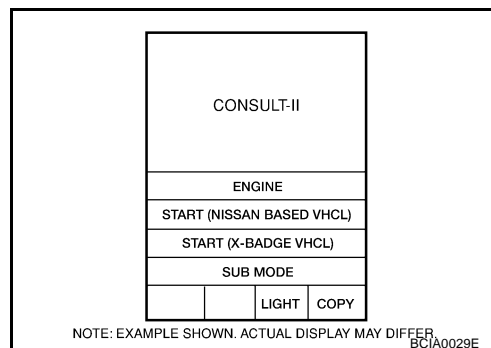 CONSULT-II
ENGINE
START (NISSAN BASED VHCL)
START (X-BADGE VHCL)
SUB MODE
LIGHT COPY
NOTE: EXAMPLE SHOWN. ACTUAL DISPLAY MAY DIFFER.
BCIA0029E